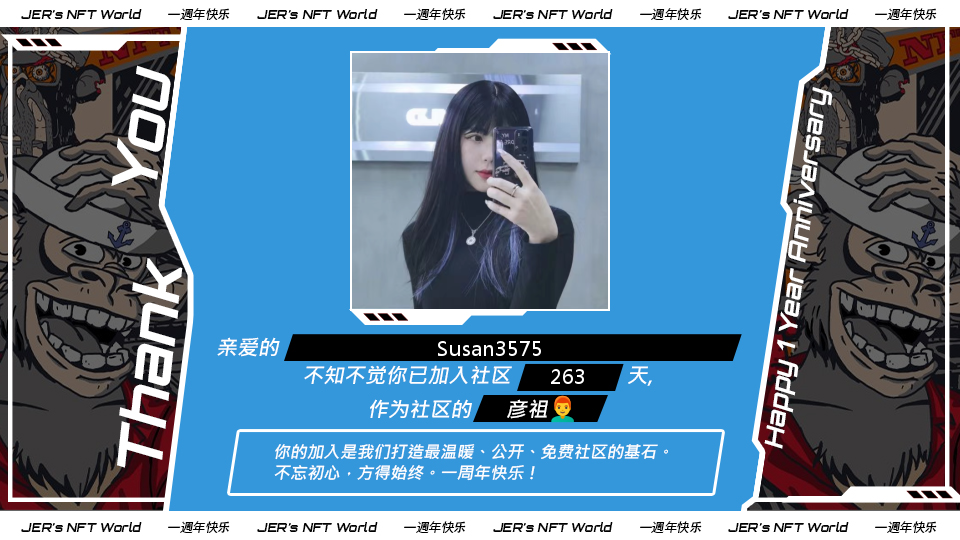 JER's NFT World 一週年快乐 JER's NFT World 一週年快乐 JER's NFT World 一週年快乐 JER's NFT World 一週年快乐
Thank You
亲爱的 Susan3575
不知不觉你已加入社区 263 天,
作为社区的 彦祖👨‍🦰
你的加入是我们打造最温暖、公开、免费社区的基石。
不忘初心，方得始终。一周年快乐！
Happy 1 Year Anniversary
JER's NFT World 一週年快乐 JER's NFT World 一週年快乐 JER's NFT World 一週年快乐 JER's NFT World 一週年快乐